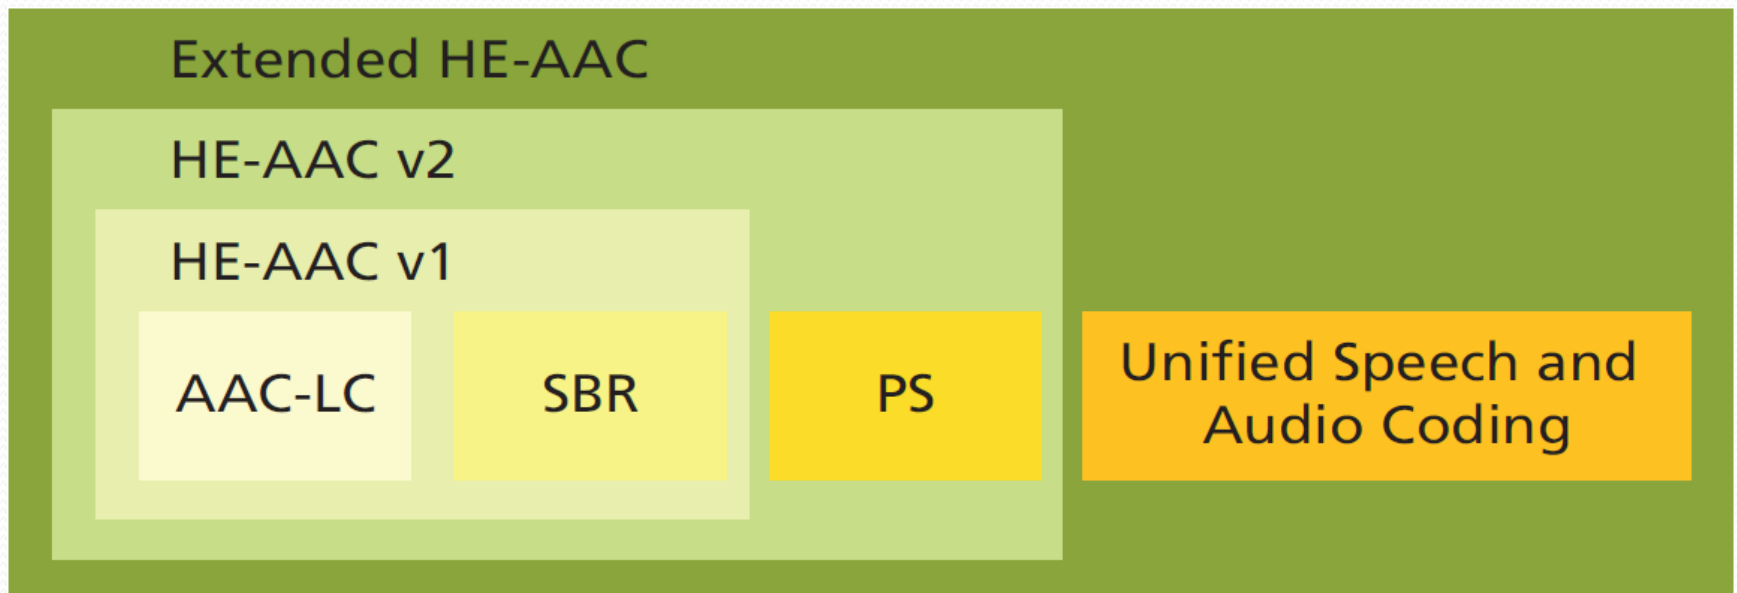 Extended HE-AAC
HE-AAC v2
HE-AAC v1
AAC-LC
SBR
PS
Unified Speech and
Audio Coding